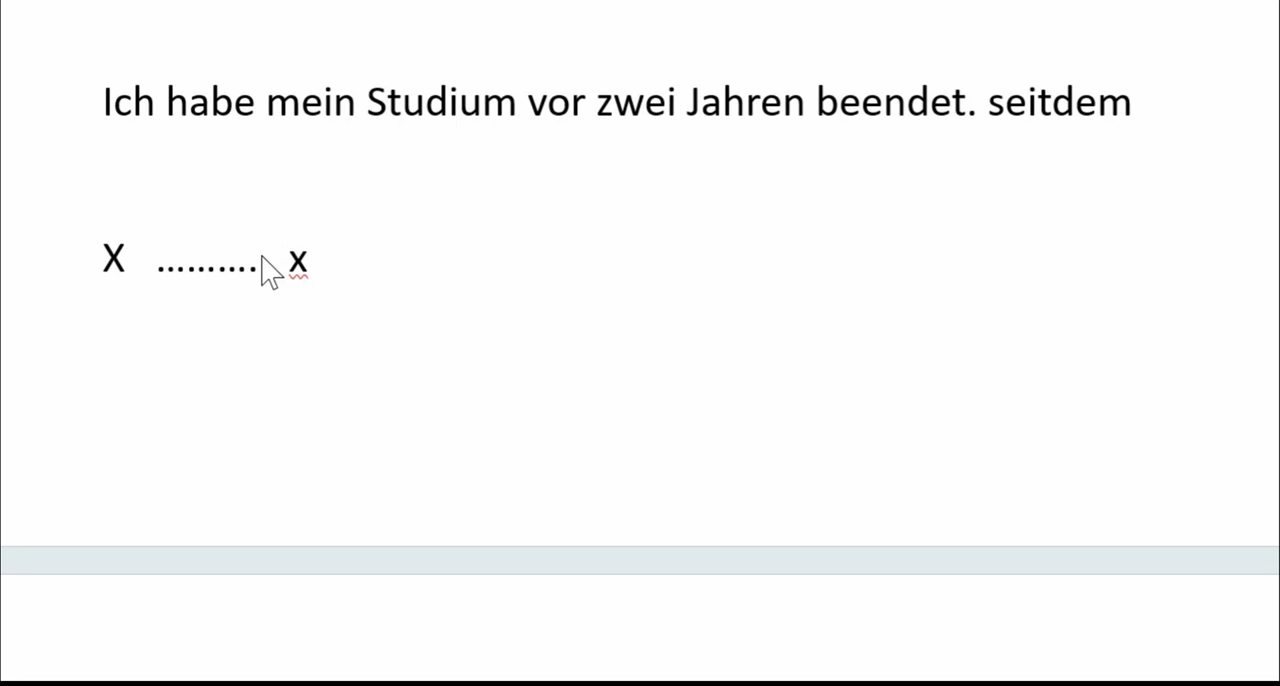 Ich habe mein Studium vor zwei Jahren beendet. seitdem
X .......... x